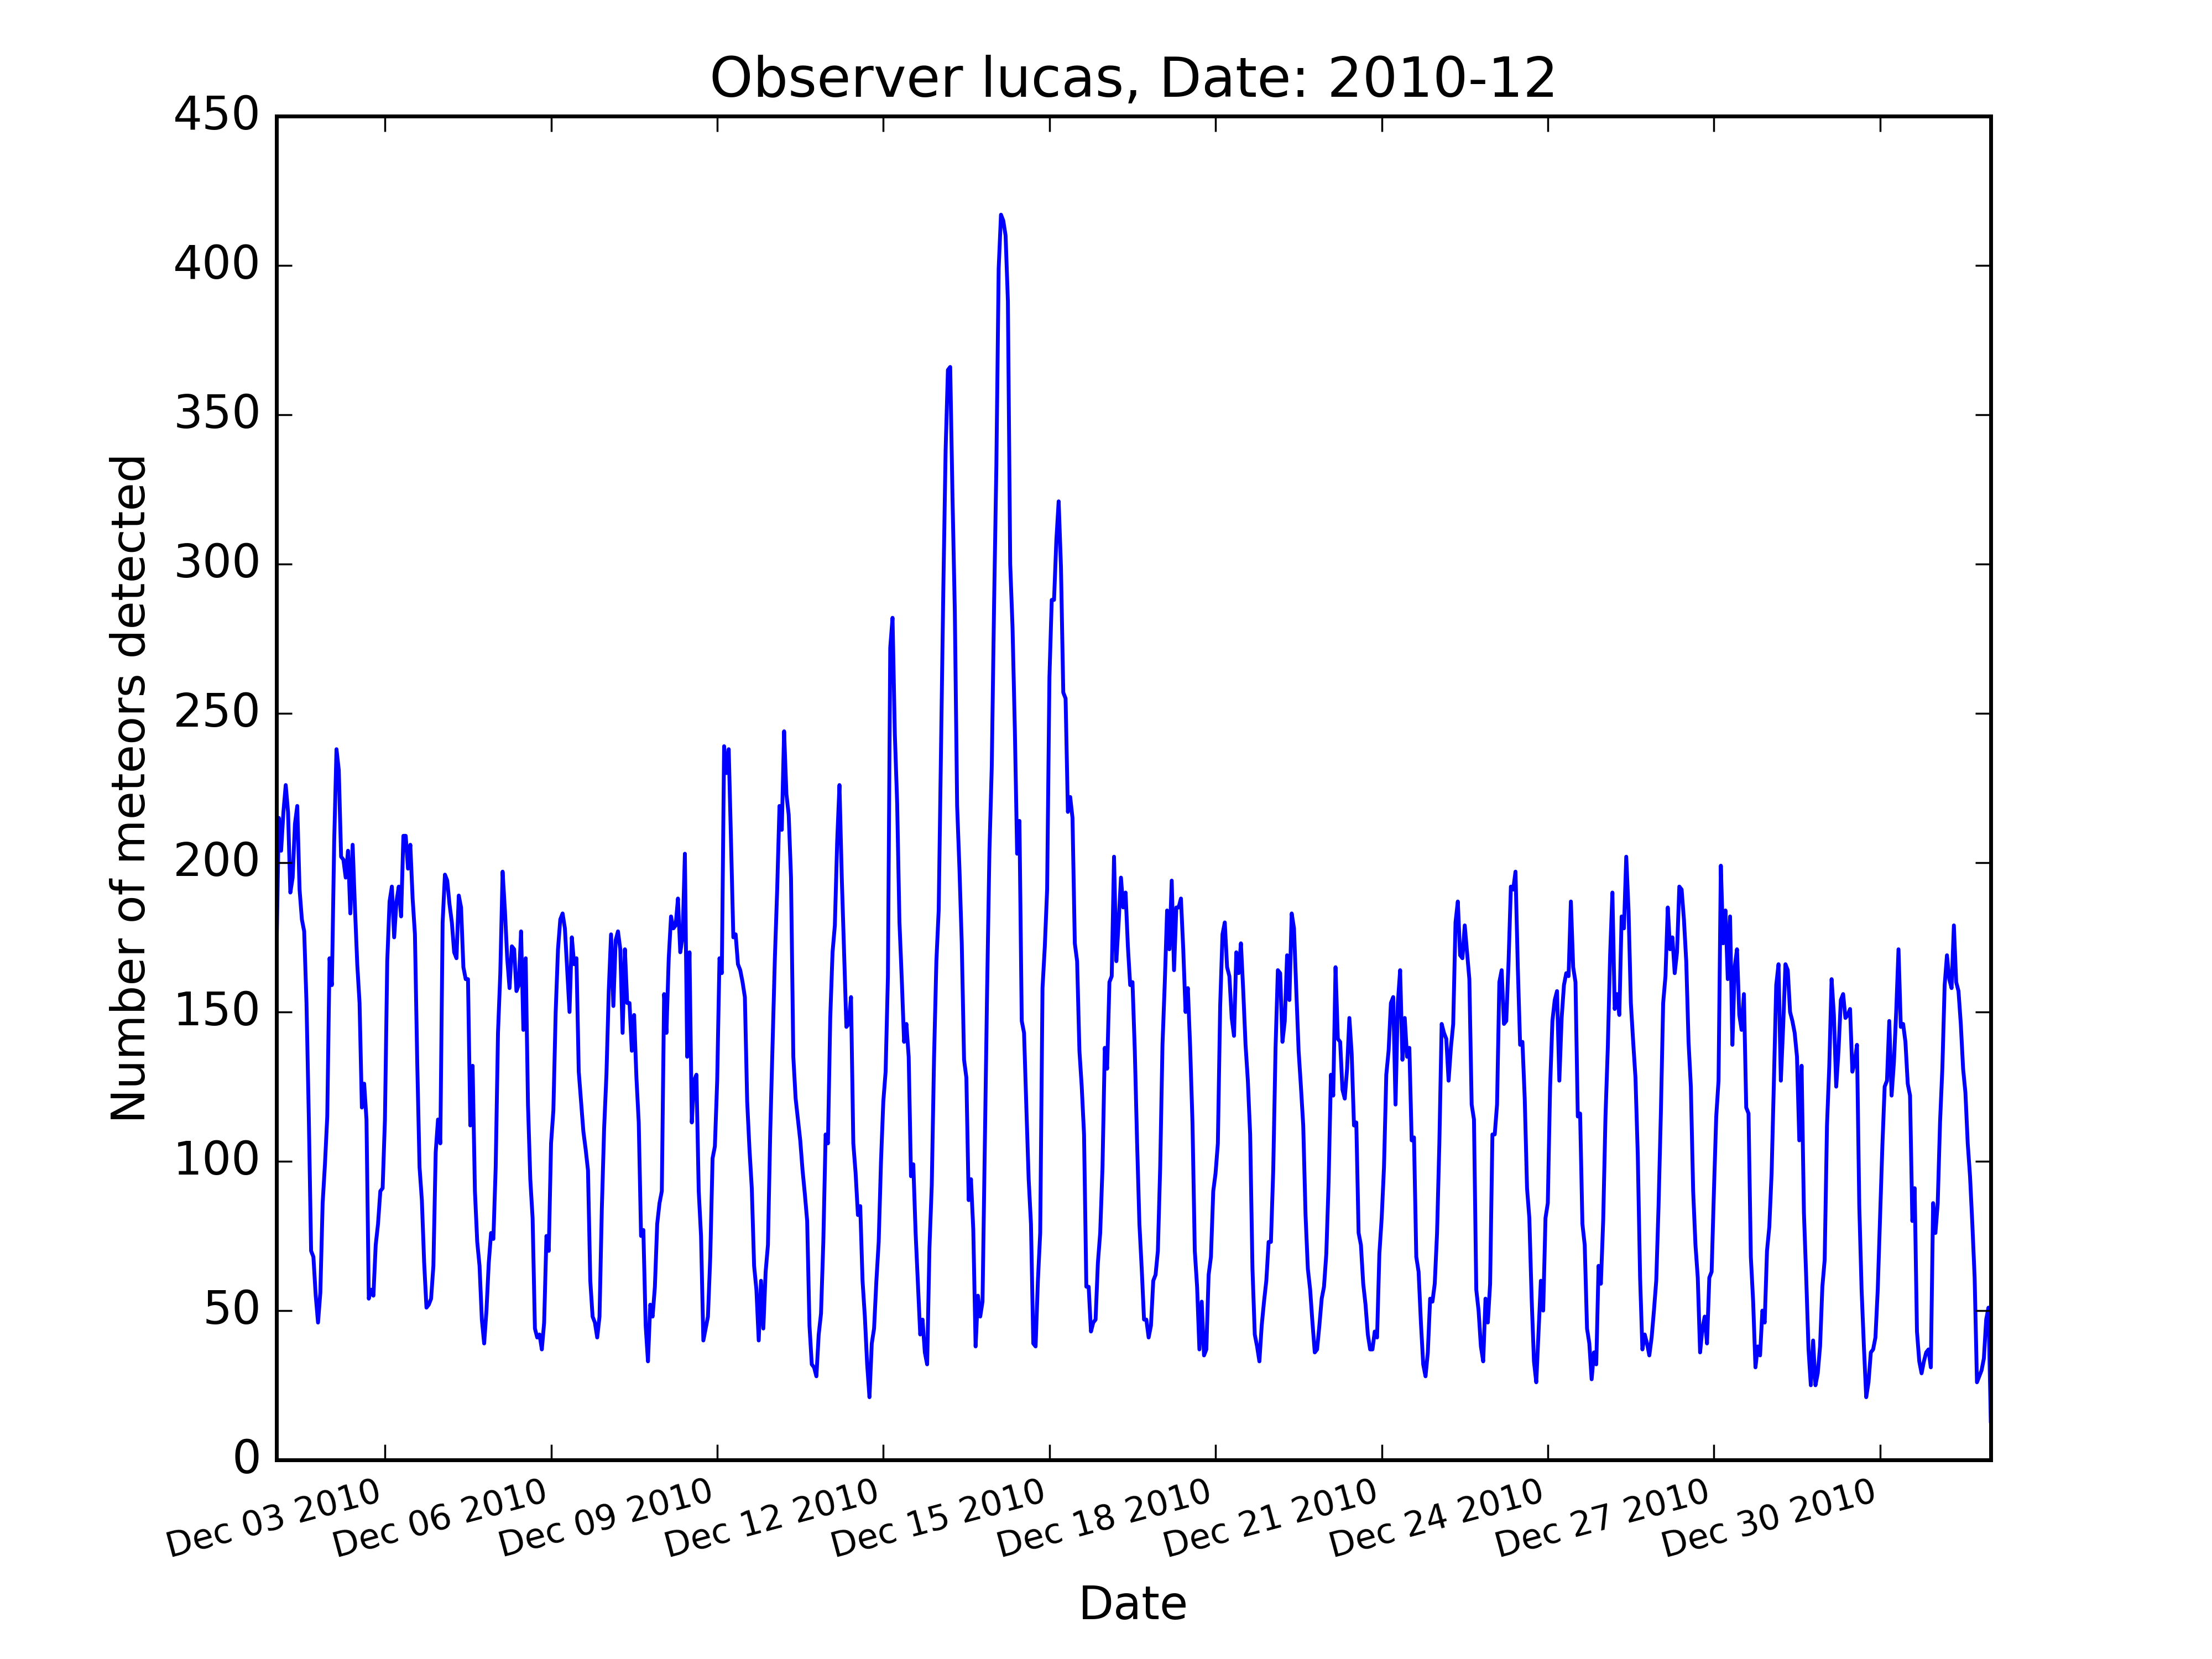 Observer lucas, Date: 2010-12
450
400
350
300
250
200
150
100
50
0
Number of meteors detected
Dec 03 2010
Dec 06 2010
Dec 09 2010
Dec 12 2010
Dec 15 2010
Dec 18 2010
Dec 21 2010
Dec 24 2010
Dec 27 2010
Dec 30 2010
Date